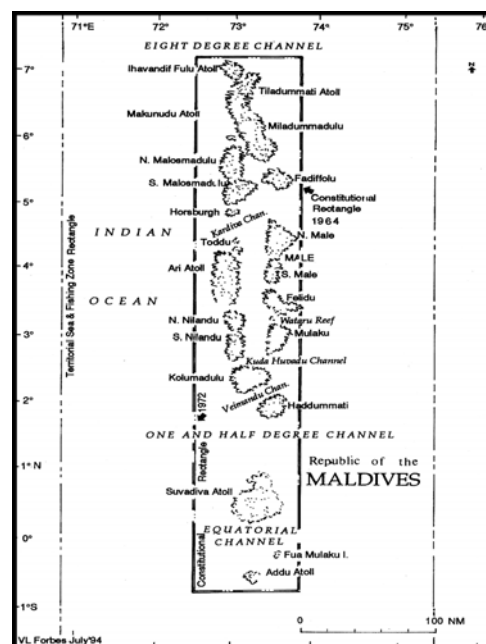 71°E 72° 73° 74° 75° 76°
EIGHT DEGREE CHANNEL
7°
Ihavandif Fulu Atoll
Tiladummati Atoll
Makunudu Atoll
Miladummadulu
6°
N. Malosmadulu
S. Malosmadulu
Fadiffolu
Constitutional
Rectangle
1964
5°
Horsburgh
Kardiva Chan.
INDIAN
N. Male
Toddu
MALE
Ari Atoll
S. Male
4°
OCEAN
Felidu
N. Nilandu
Wataru Reef
S. Nilandu
Mulaku
3°
Kuda Huvadu Channel
Kolumadulu
Veimandu Chan.
Haddummati
2°
ONE AND HALF DEGREE CHANNEL
Republic of the
MALDIVES
1°N
Suvadiva Atoll
EQUATORIAL
CHANNEL
0°
Fua Mulaku I.
Addu Atoll
1°S
0 100 NM
VL Forbes July'94
Territorial Sea & Fishing Zone Rectangle
Constitutional Rectangle 1972
N